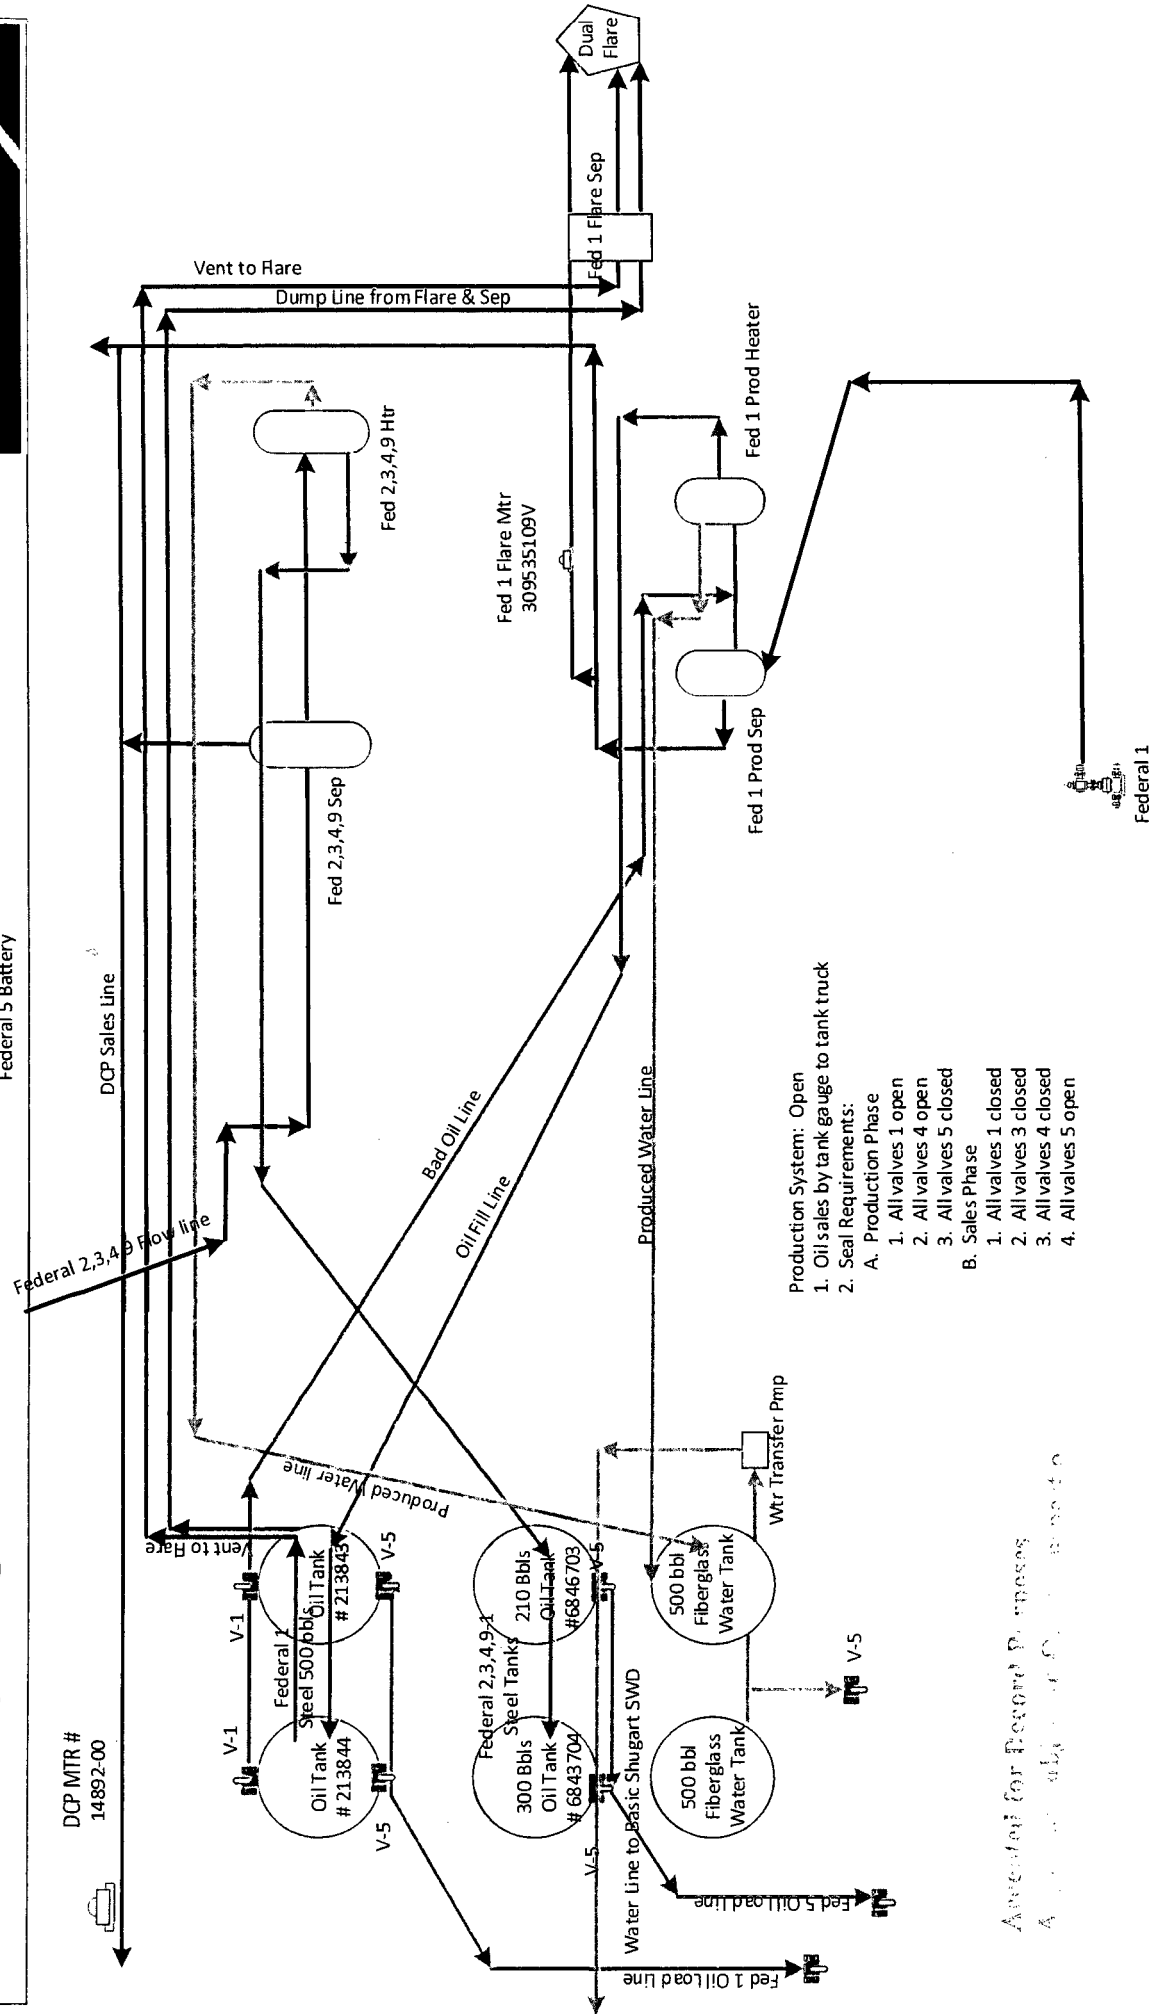 Federal 5 Battery
DCP MTR #
14892-00
DCP Sales Line
Vent to Flare
Dump Line from Flare & Sep
Dual
Flare
Fed 1 Flare Sep
Federal 2,3,4,9 Flow line
Fed 2,3,4,9 Sep
Fed 2,3,4,9 Htr
Fed 1 Flare Mtr
309535109V
Fed 1 Prod Heater
Fed 1 Prod Sep
Federal 1
Bad Oil Line
Oil Fill Line
Produced Water Line
Produced Water line
Vent to Flare
V-1
V-1
Federal 1
Steel 500 bbls
Oil Tank
# 213844
Oil Tank
# 213843
V-5
V-5
Federal 2,3,4,9-1
Steel Tanks
300 Bbls
Oil Tank
# 6843704
210 Bbls
Oil Tank
#6846703
V-5
V-5
Water Line to Basic Shugart SWD
500 bbl
Fiberglass
Water Tank
500 bbl
Fiberglass
Water Tank
Wtr Transfer Pmp
V-5
Fed 5 Oil Load Line
Fed 1 Oil Load Line
Production System: Open
1. Oil sales by tank gauge to tank truck
2. Seal Requirements:
A. Production Phase
1. All valves 1 open
2. All valves 4 open
3. All valves 5 closed
B. Sales Phase
1. All valves 1 closed
2. All valves 3 closed
3. All valves 4 closed
4. All valves 5 open
Accepted for Record Purposes